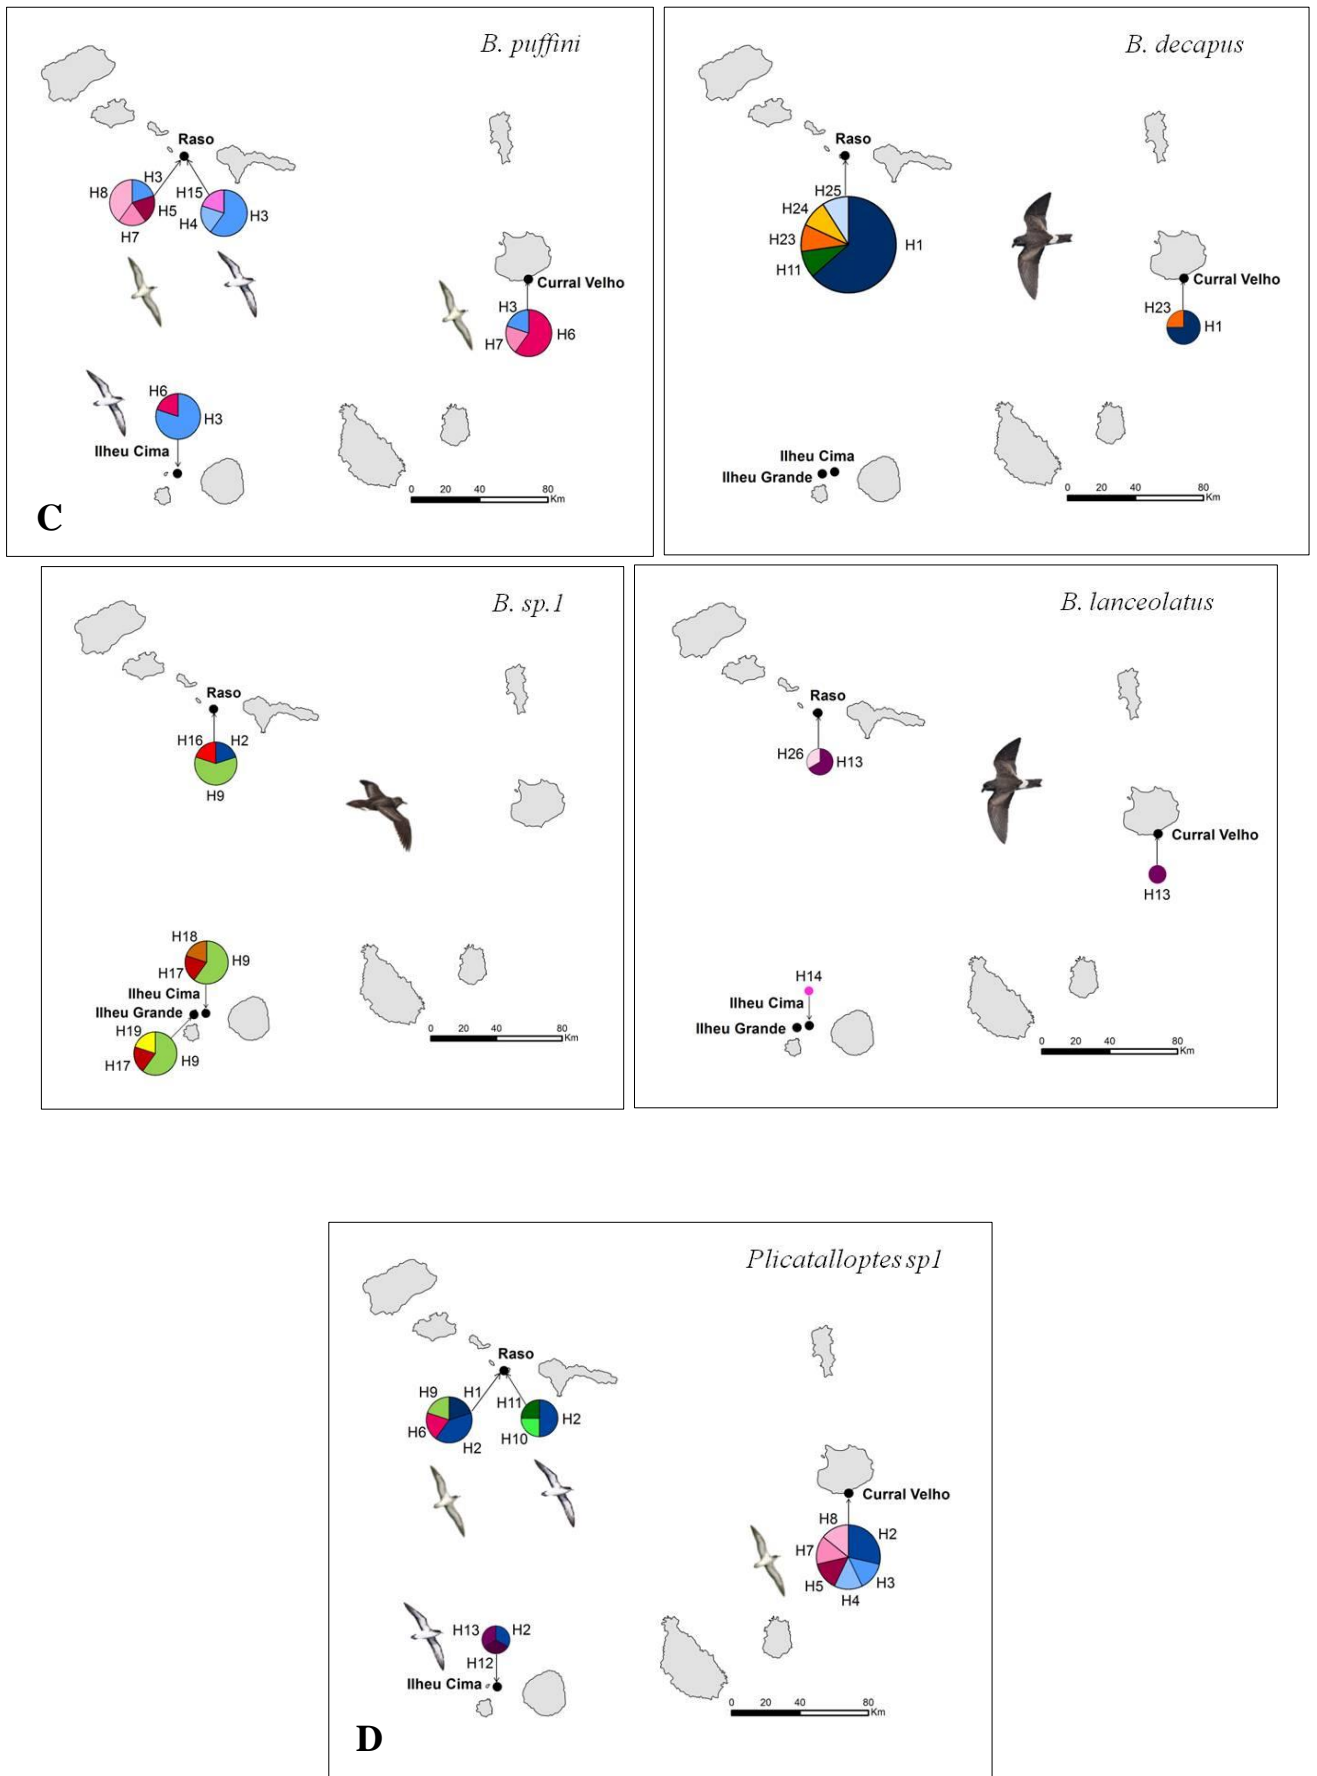 B. puffini
Raso
H8
H3
H5
H7
H15
H4
H3
Curral Velho
H3
H7
H6
H6
H3
Ilheu Cima
0 20 40 80
Km
C
B. decapus
Raso
H25
H24
H23
H11
H1
Curral Velho
H23
H1
Ilheu Cima
Ilheu Grande
0 20 40 80
Km
B. sp.1
Raso
H16
H2
H9
H18
H9
H17
Ilheu Cima
Ilheu Grande
H19
H17
H9
0 20 40 80
Km
B. lanceolatus
Raso
H26
H13
Curral Velho
H13
H14
Ilheu Cima
Ilheu Grande
0 20 40 80
Km
Plicatalloptes sp1
Raso
H9
H1
H6
H2
H11
H10
H2
Curral Velho
H8
H2
H7
H5
H3
H4
H13
H2
H12
Ilheu Cima
0 20 40 80
Km
D